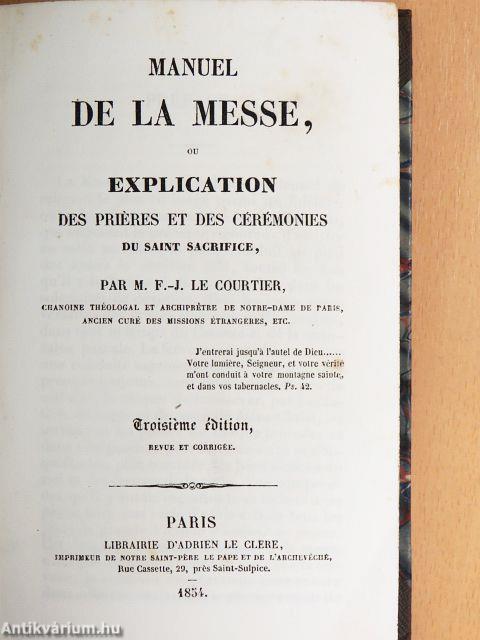 MANUEL
DE LA MESSE,
OU
EXPLICATION
DES PRIÈRES ET DES CÉRÉMONIES
DU SAINT SACRIFICE,
PAR M. F.-J. LE COURTIER,
CHANOINE THÉOLOGAL ET ARCHIPRÊTRE DE NOTRE-DAME DE PARIS,
ANCIEN CURÉ DES MISSIONS ÉTRANGÈRES, ETC.
J'entrerai jusqu'à l'autel de Dieu......
Votre lumière, Seigneur, et votre vérité
m'ont conduit à votre montagne sainte,
et dans vos tabernacles. Ps. 42.
Troisième édition,
REVUE ET CORRIGÉE.
PARIS
LIBRAIRIE D'ADRIEN LE CLERE,
IMPRIMEUR DE NOTRE SAINT-PÈRE LE PAPE ET DE L'ARCHEVÊCHÉ,
Rue Cassette, 29, près Saint-Sulpice.
1854.
Antikvárium.hu